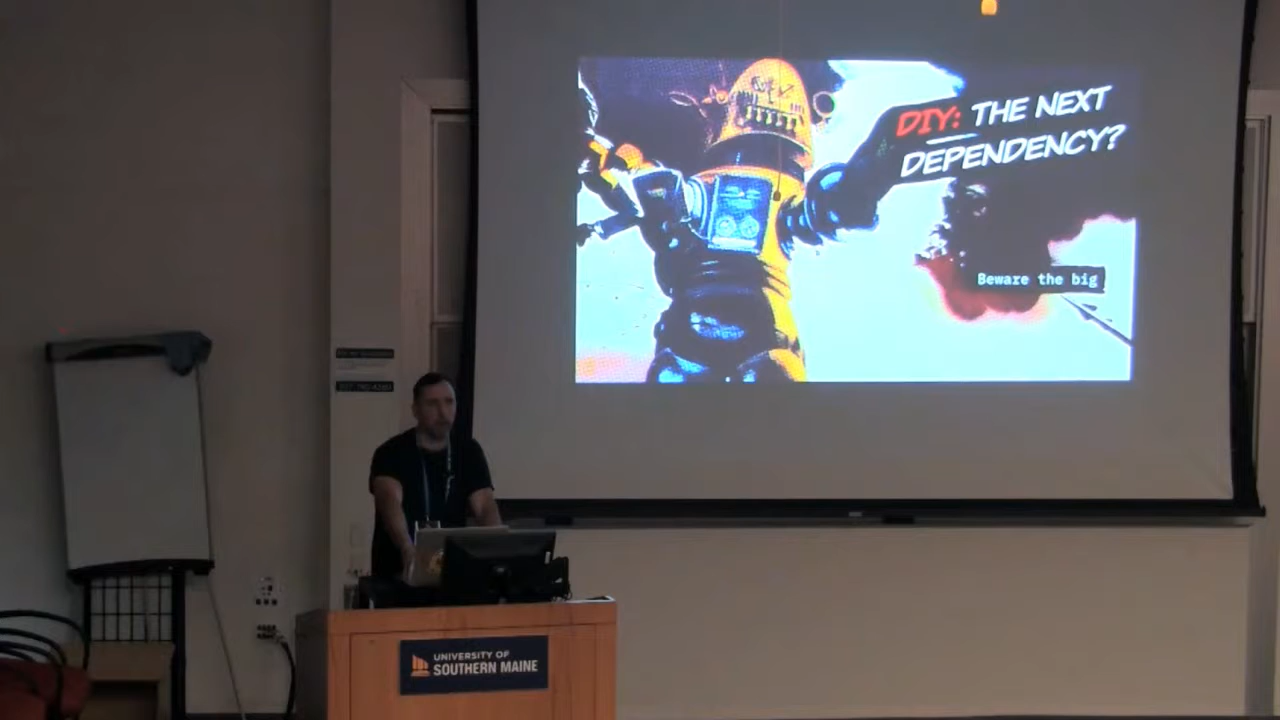 DIY: THE NEXT
DEPENDENCY?
Beware the big
UNIVERSITY OF
SOUTHERN MAINE